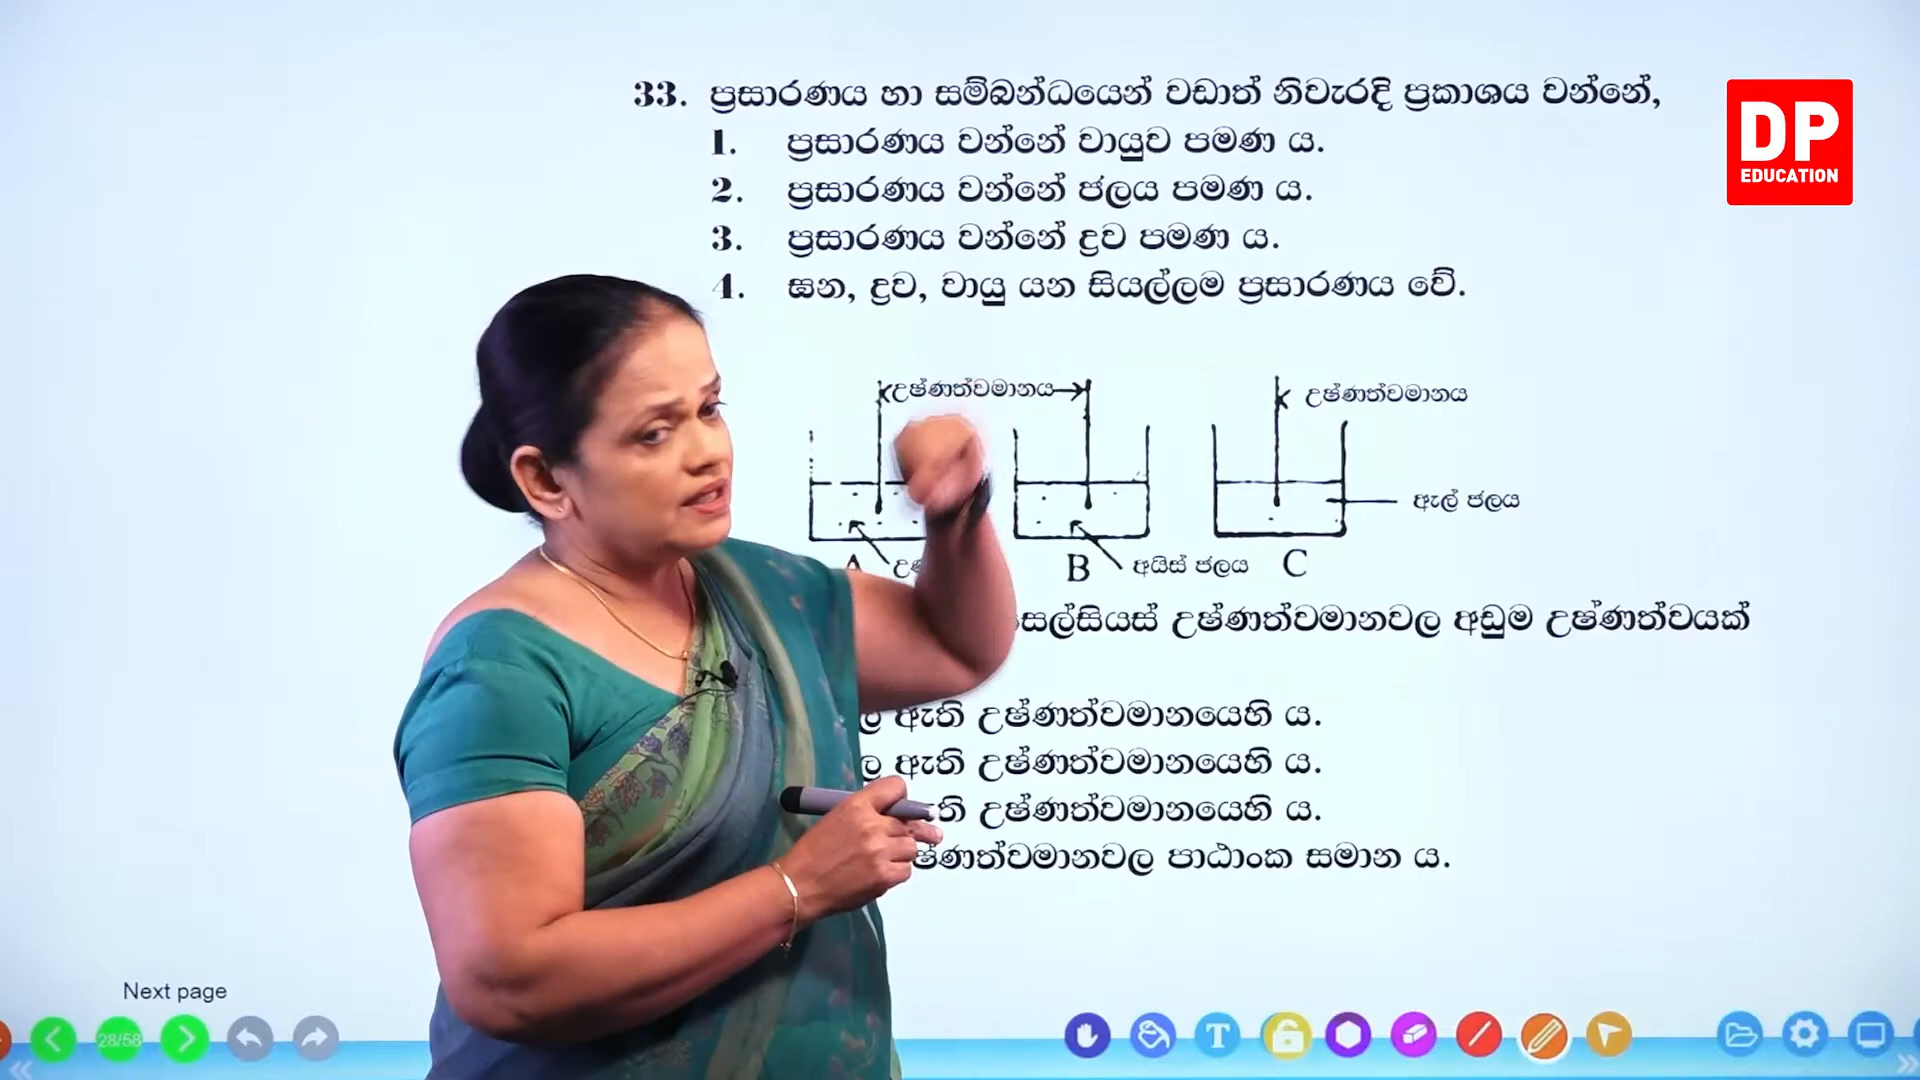 33. ප්‍රසාරණය හා සම්බන්ධයෙන් වඩාත් නිවැරදි ප්‍රකාශය වන්නේ,
1. ප්‍රසාරණය වන්නේ වායුව පමණ ය.
2. ප්‍රසාරණය වන්නේ ජලය පමණ ය.
3. ප්‍රසාරණය වන්නේ ද්‍රව පමණ ය.
4. ඝන, ද්‍රව, වායු යන සියල්ලම ප්‍රසාරණය වේ.
DP
EDUCATION
උෂ්ණත්වමානය
උෂ්ණත්වමානය
ඇල් ජලය
A
B අයිස් ජලය C
සෙල්සියස් උෂ්ණත්වමානවල අඩුම උෂ්ණත්වයක්
ඇති උෂ්ණත්වමානයෙහි ය.
ඇති උෂ්ණත්වමානයෙහි ය.
උෂ්ණත්වමානයෙහි ය.
පාඨාංක සමාන ය.
Next page
28/58
T